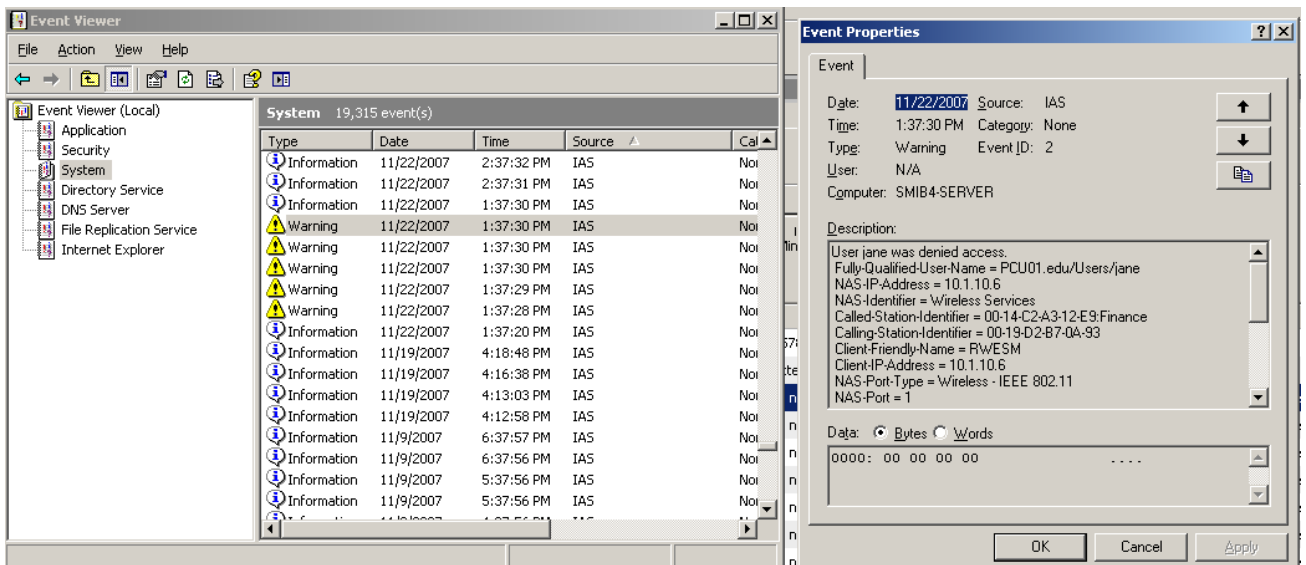 Event Viewer
File Action View Help
Event Viewer (Local)
Application
Security
System
Directory Service
DNS Server
File Replication Service
Internet Explorer
System 19,315 event(s)
Type Date Time Source
Information 11/22/2007 2:37:32 PM IAS
Information 11/22/2007 2:37:31 PM IAS
Information 11/22/2007 1:37:30 PM IAS
Warning 11/22/2007 1:37:30 PM IAS
Warning 11/22/2007 1:37:30 PM IAS
Warning 11/22/2007 1:37:30 PM IAS
Warning 11/22/2007 1:37:29 PM IAS
Warning 11/22/2007 1:37:28 PM IAS
Information 11/22/2007 1:37:20 PM IAS
Information 11/19/2007 4:18:48 PM IAS
Information 11/19/2007 4:16:38 PM IAS
Information 11/19/2007 4:13:03 PM IAS
Information 11/19/2007 4:12:58 PM IAS
Information 11/9/2007 6:37:57 PM IAS
Information 11/9/2007 6:37:56 PM IAS
Information 11/9/2007 5:37:56 PM IAS
Information 11/9/2007 5:37:56 PM IAS
Event Properties
Event
Date: 11/22/2007 Source: IAS
Time: 1:37:30 PM Category: None
Type: Warning Event ID: 2
User: N/A
Computer: SMIB4-SERVER
Description:
User jane was denied access.
Fully-Qualified-User-Name = PCU01.edu/Users/jane
NAS-IP-Address = 10.1.10.6
NAS-Identifier = Wireless Services
Called-Station-Identifier = 00-14-C2-A3-12-E9:Finance
Calling-Station-Identifier = 00-19-D2-B7-0A-93
Client-Friendly-Name = RWESM
Client-IP-Address = 10.1.10.6
NAS-Port-Type = Wireless - IEEE 802.11
NAS-Port = 1
Data: Bytes Words
0000: 00 00 00 00 ....
OK Cancel Apply